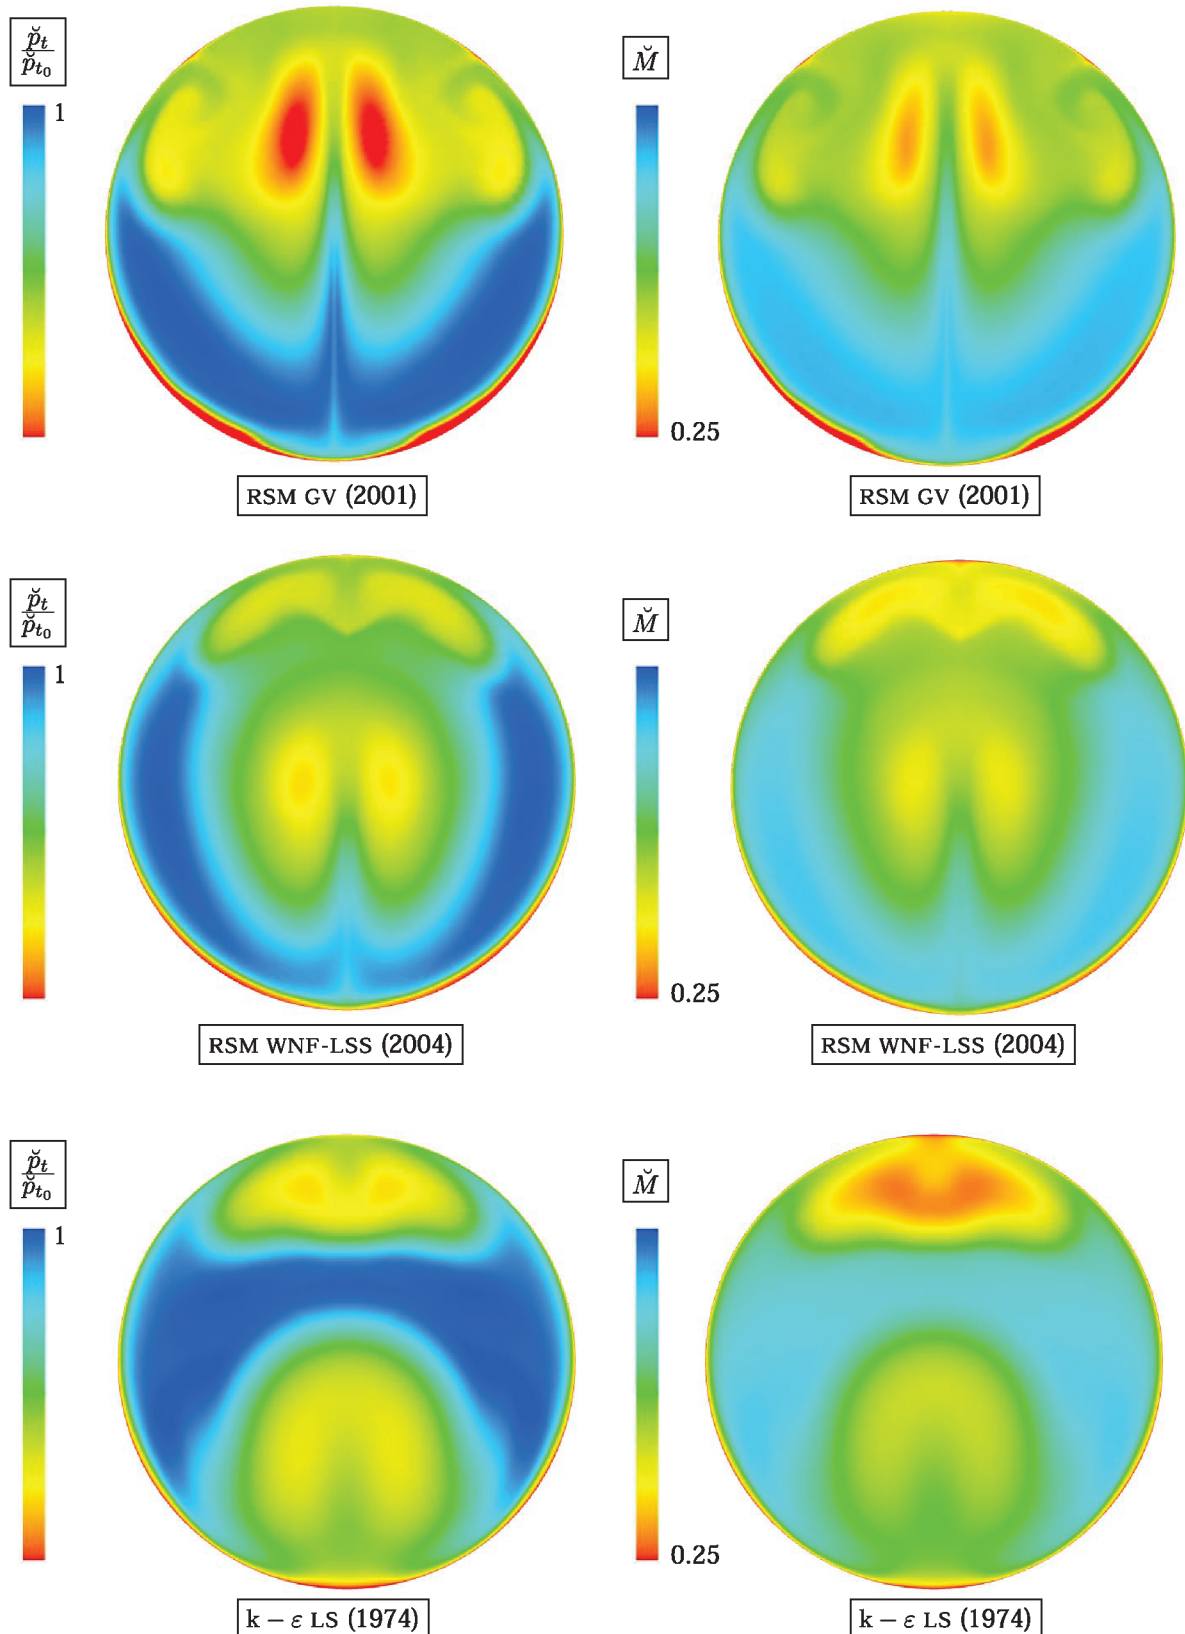 p̆ₜ / p̆ₜ₀
1
M̆
0.25
RSM GV (2001)
RSM GV (2001)
p̆ₜ / p̆ₜ₀
1
M̆
0.25
RSM WNF-LSS (2004)
RSM WNF-LSS (2004)
p̆ₜ / p̆ₜ₀
1
M̆
0.25
k − ε LS (1974)
k − ε LS (1974)